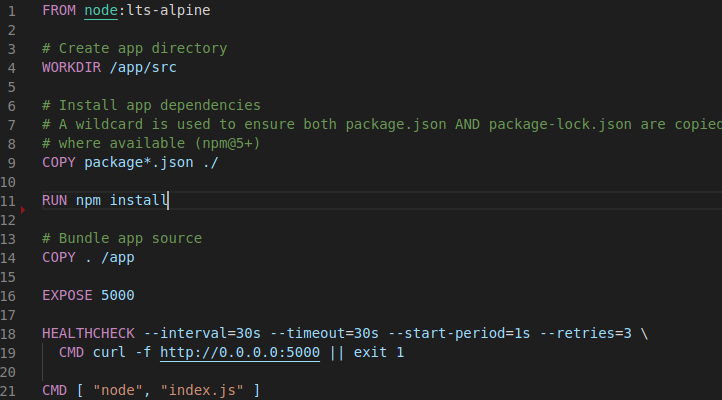 1 FROM node:lts-alpine
2
3 # Create app directory
4 WORKDIR /app/src
5
6 # Install app dependencies
7 # A wildcard is used to ensure both package.json AND package-lock.json are copied
8 # where available (npm@5+)
9 COPY package*.json ./
10
11 RUN npm install
12
13 # Bundle app source
14 COPY . /app
15
16 EXPOSE 5000
17
18 HEALTHCHECK --interval=30s --timeout=30s --start-period=1s --retries=3 \
19 CMD curl -f http://0.0.0.0:5000 || exit 1
20
21 CMD [ "node", "index.js" ]